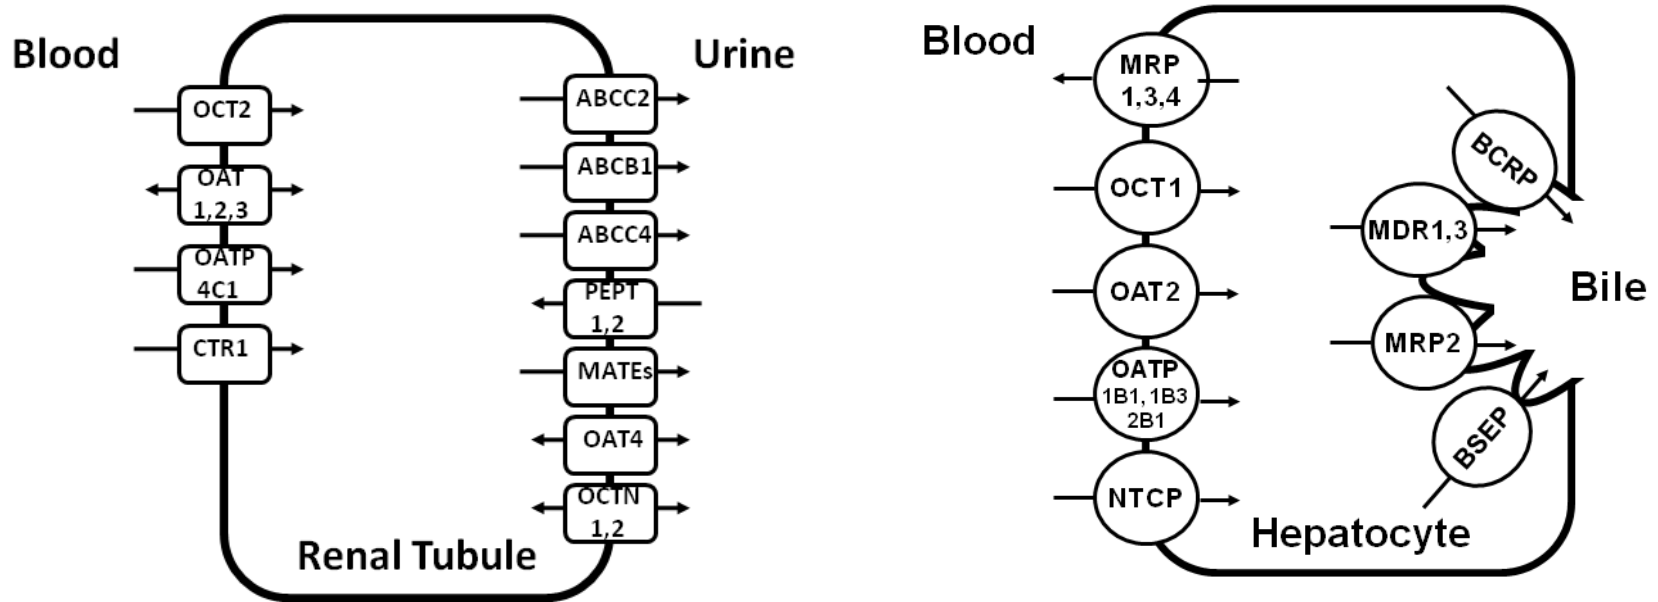 Blood
Urine
OCT2
OAT
1,2,3
OATP
4C1
CTR1
ABCC2
ABCB1
ABCC4
PEPT
1,2
MATEs
OAT4
OCTN
1,2
Renal Tubule
Blood
MRP
1,3,4
OCT1
OAT2
OATP
1B1, 1B3
2B1
NTCP
BCRP
MDR1,3
MRP2
BSEP
Bile
Hepatocyte